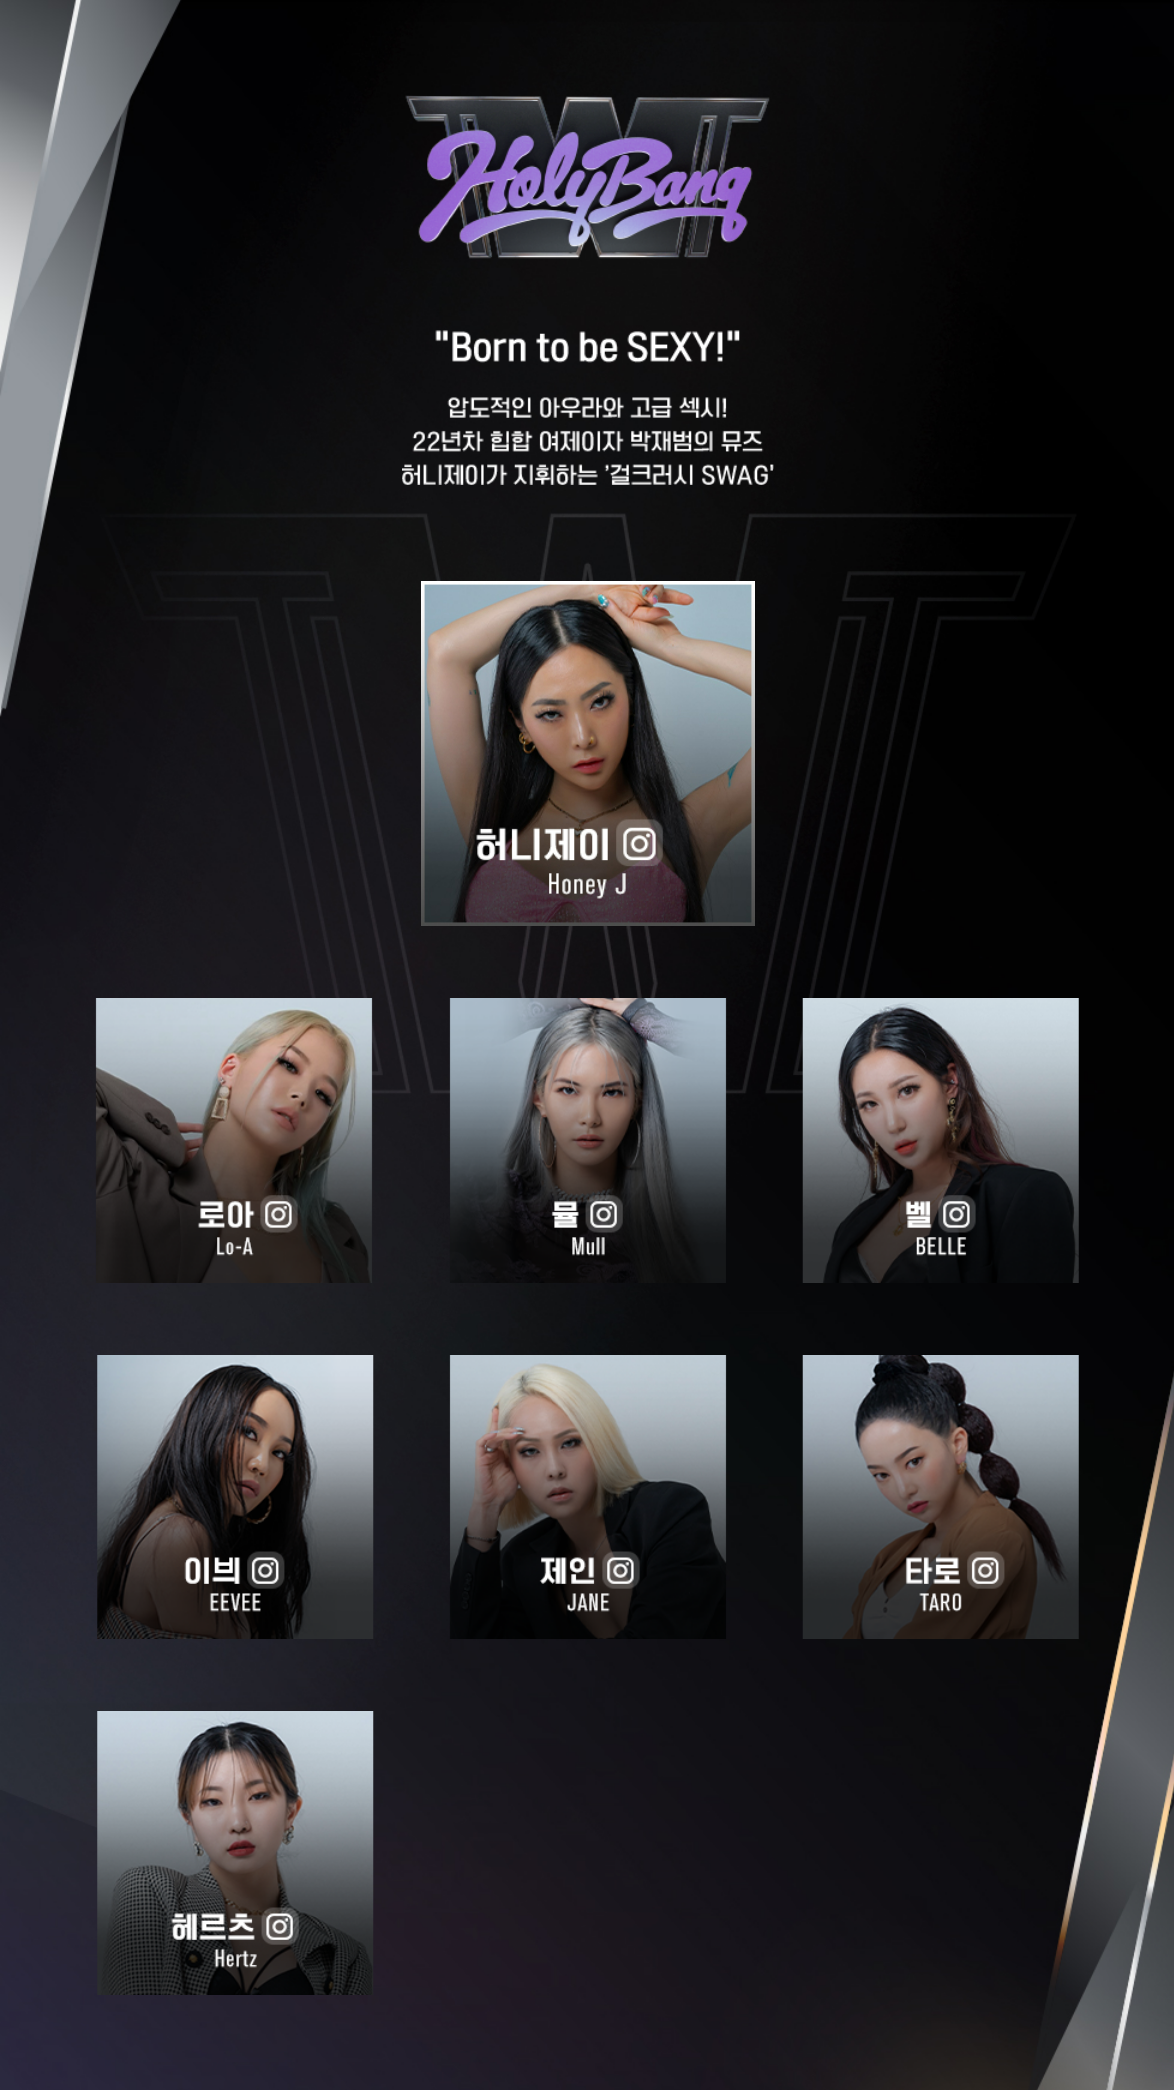 TWT
HolyBang
"Born to be SEXY!"
압도적인 아우라와 고급 섹시!
22년차 힙합 여제이자 박재범의 뮤즈
허니제이가 지휘하는 '걸크러시 SWAG'
허니제이
Honey J
로아
Lo-A
뮬
Mull
벨
BELLE
이븨
EEVEE
제인
JANE
타로
TARO
헤르츠
Hertz